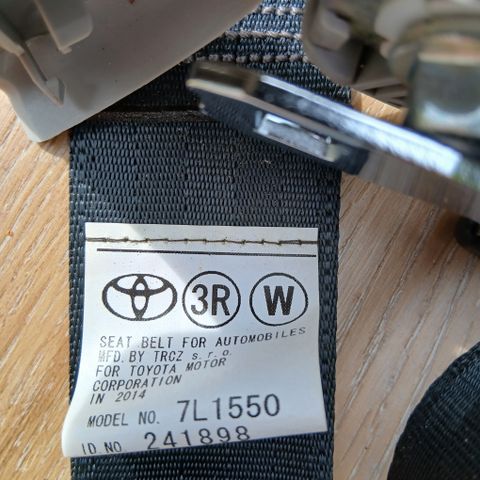 3R W
SEAT BELT FOR AUTOMOBILES
MFD. BY TRCZ s.r.o.
FOR TOYOTA MOTOR
CORPORATION
IN 2014
MODEL NO. 7L1550
ID.NO 241898